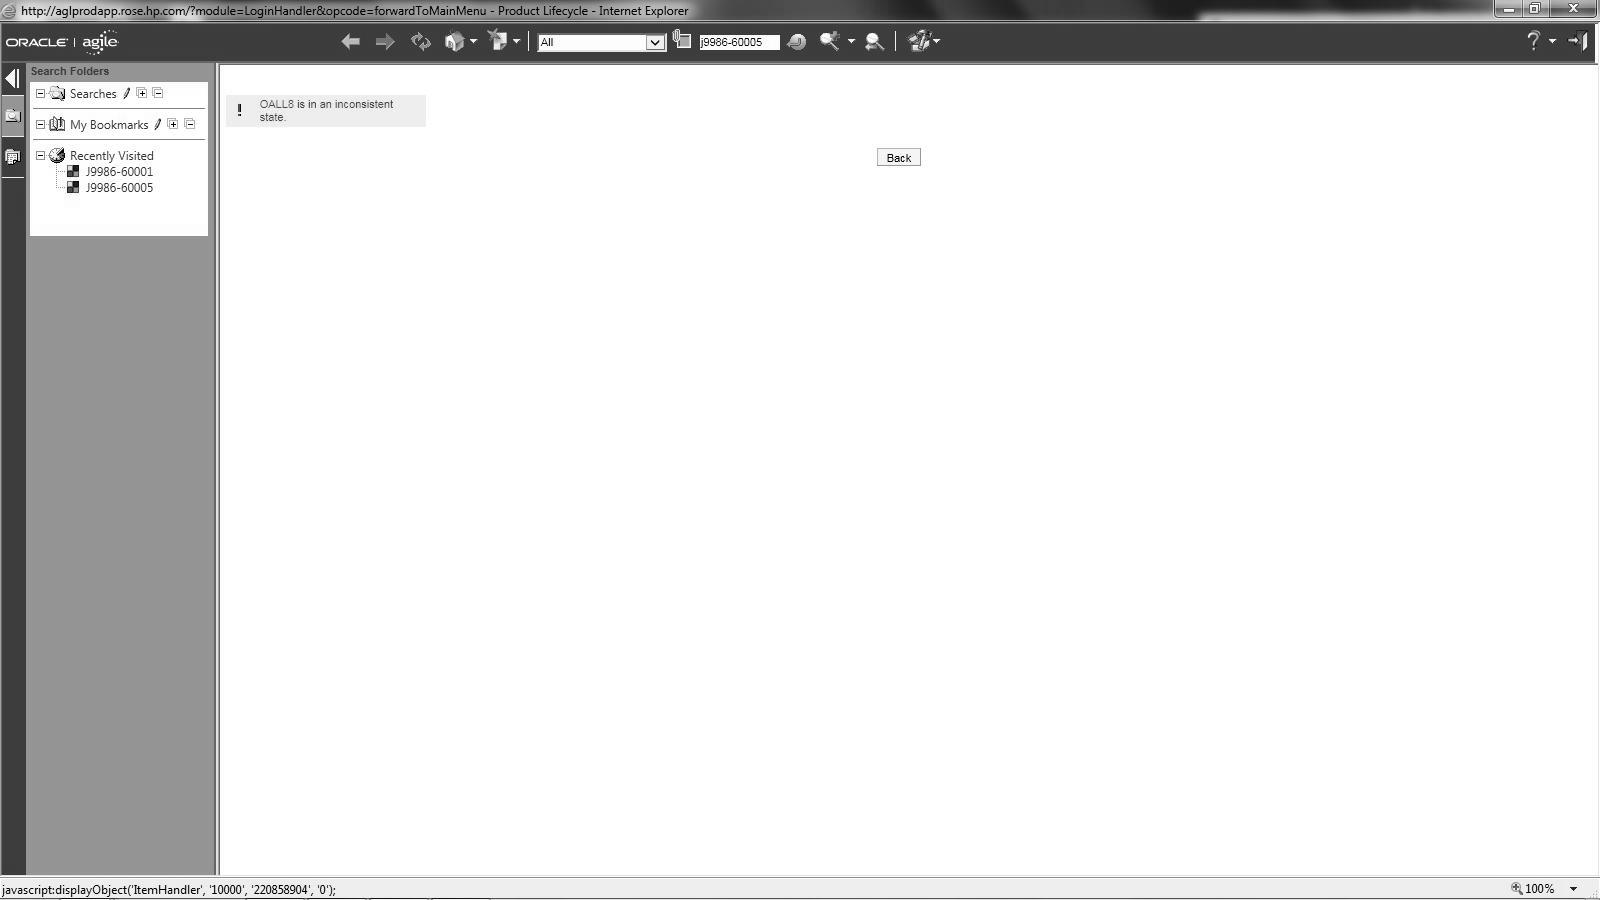 http://aglprodapp.rose.hp.com/?module=LoginHandler&opcode=forwardToMainMenu - Product Lifecycle - Internet Explorer
ORACLE | agile
All
j9986-60005
?
Search Folders
Searches
My Bookmarks
Recently Visited
J9986-60001
J9986-60005
! OALL8 is in an inconsistent
state.
Back
javascript:displayObject('ItemHandler', '10000', '220858904', '0');
100%